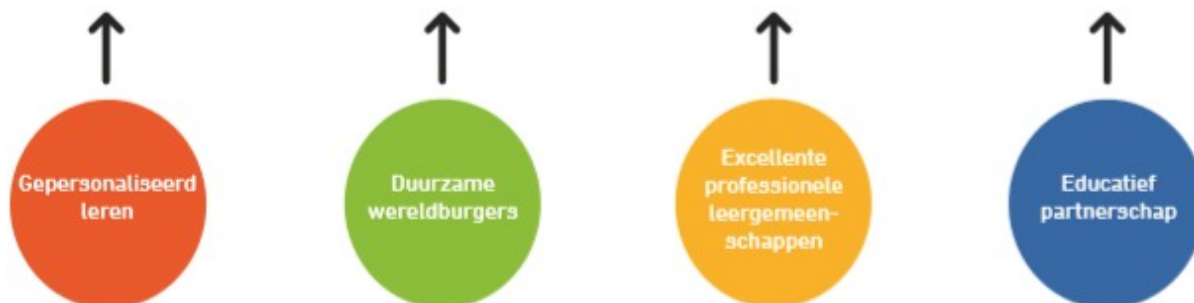 Gepersonaliseerd
leren
Duurzame
wereldburgers
Excellente
professionele
leergemeen-
schappen
Educatief
partnerschap